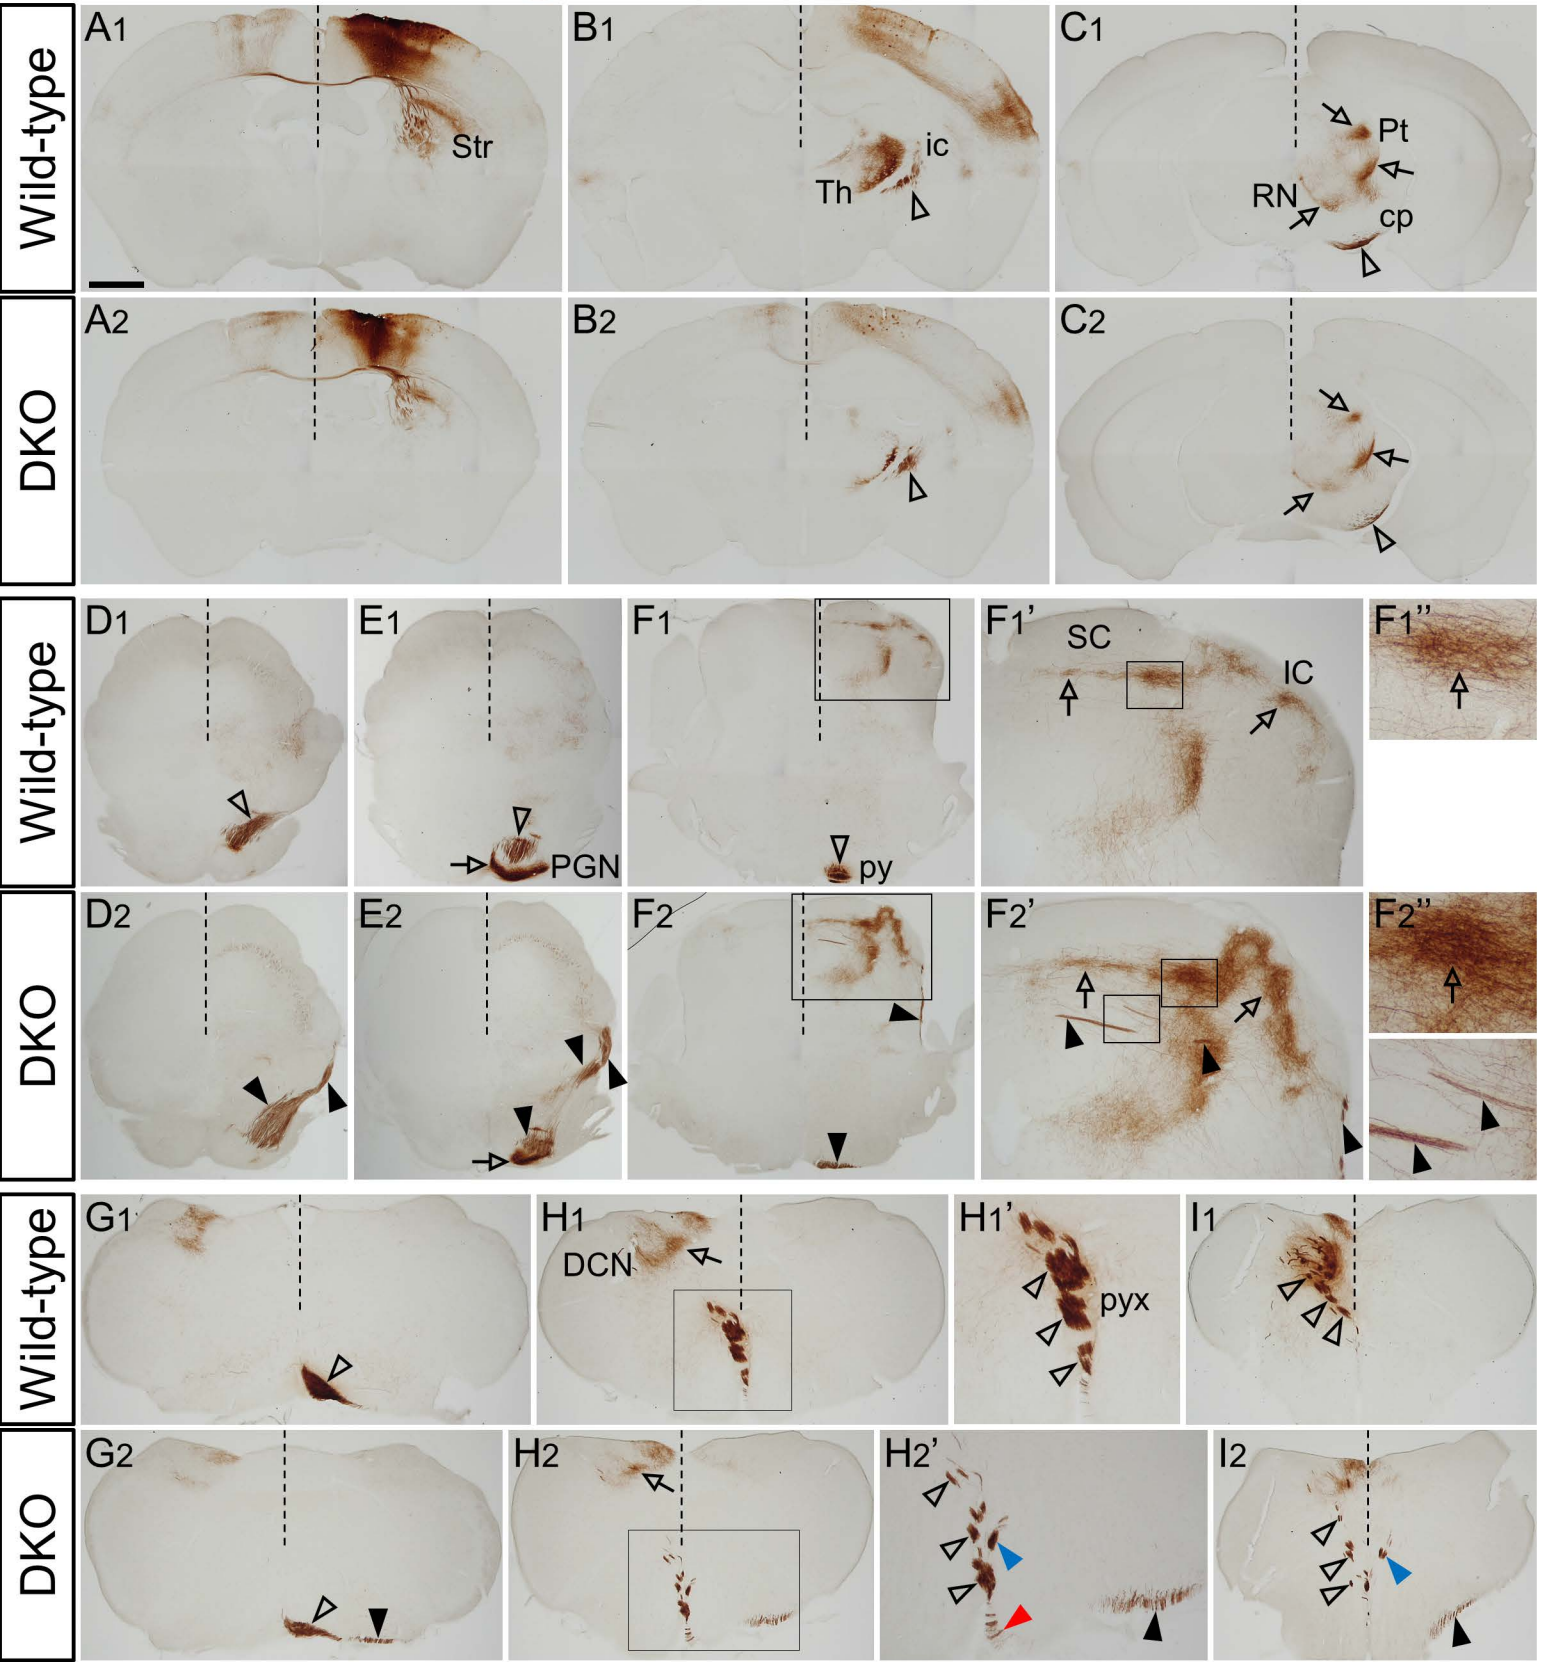 Wild-type
A1
Str
B1
Th
ic
C1
Pt
RN
cp
DKO
A2
B2
C2
Wild-type
D1
E1
PGN
F1
py
F1’
SC
IC
F1’’
DKO
D2
E2
F2
F2’
F2’’
Wild-type
G1
H1
DCN
H1’
pyx
I1
DKO
G2
H2
H2’
I2